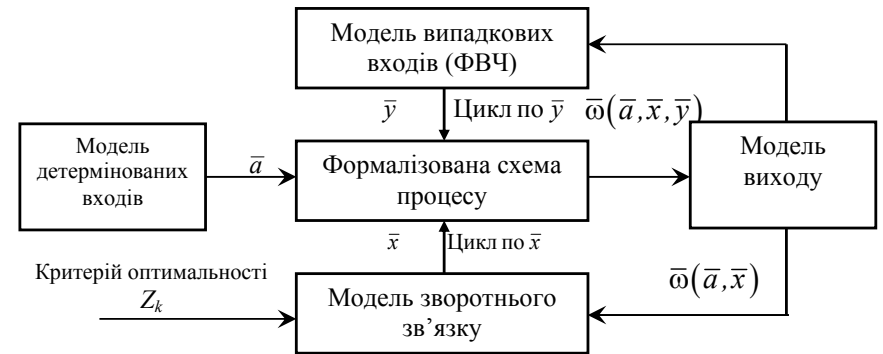 Модель випадкових
входів (ФВЧ)
y̅ Цикл по y̅ ω̅(a̅,x̅,y̅)
Модель
детермінованих
входів
a̅
Формалізована схема
процесу
Модель
виходу
x̅ Цикл по x̅
Критерій оптимальності
Zₖ
Модель зворотнього
зв’язку
ω̅(a̅,x̅)